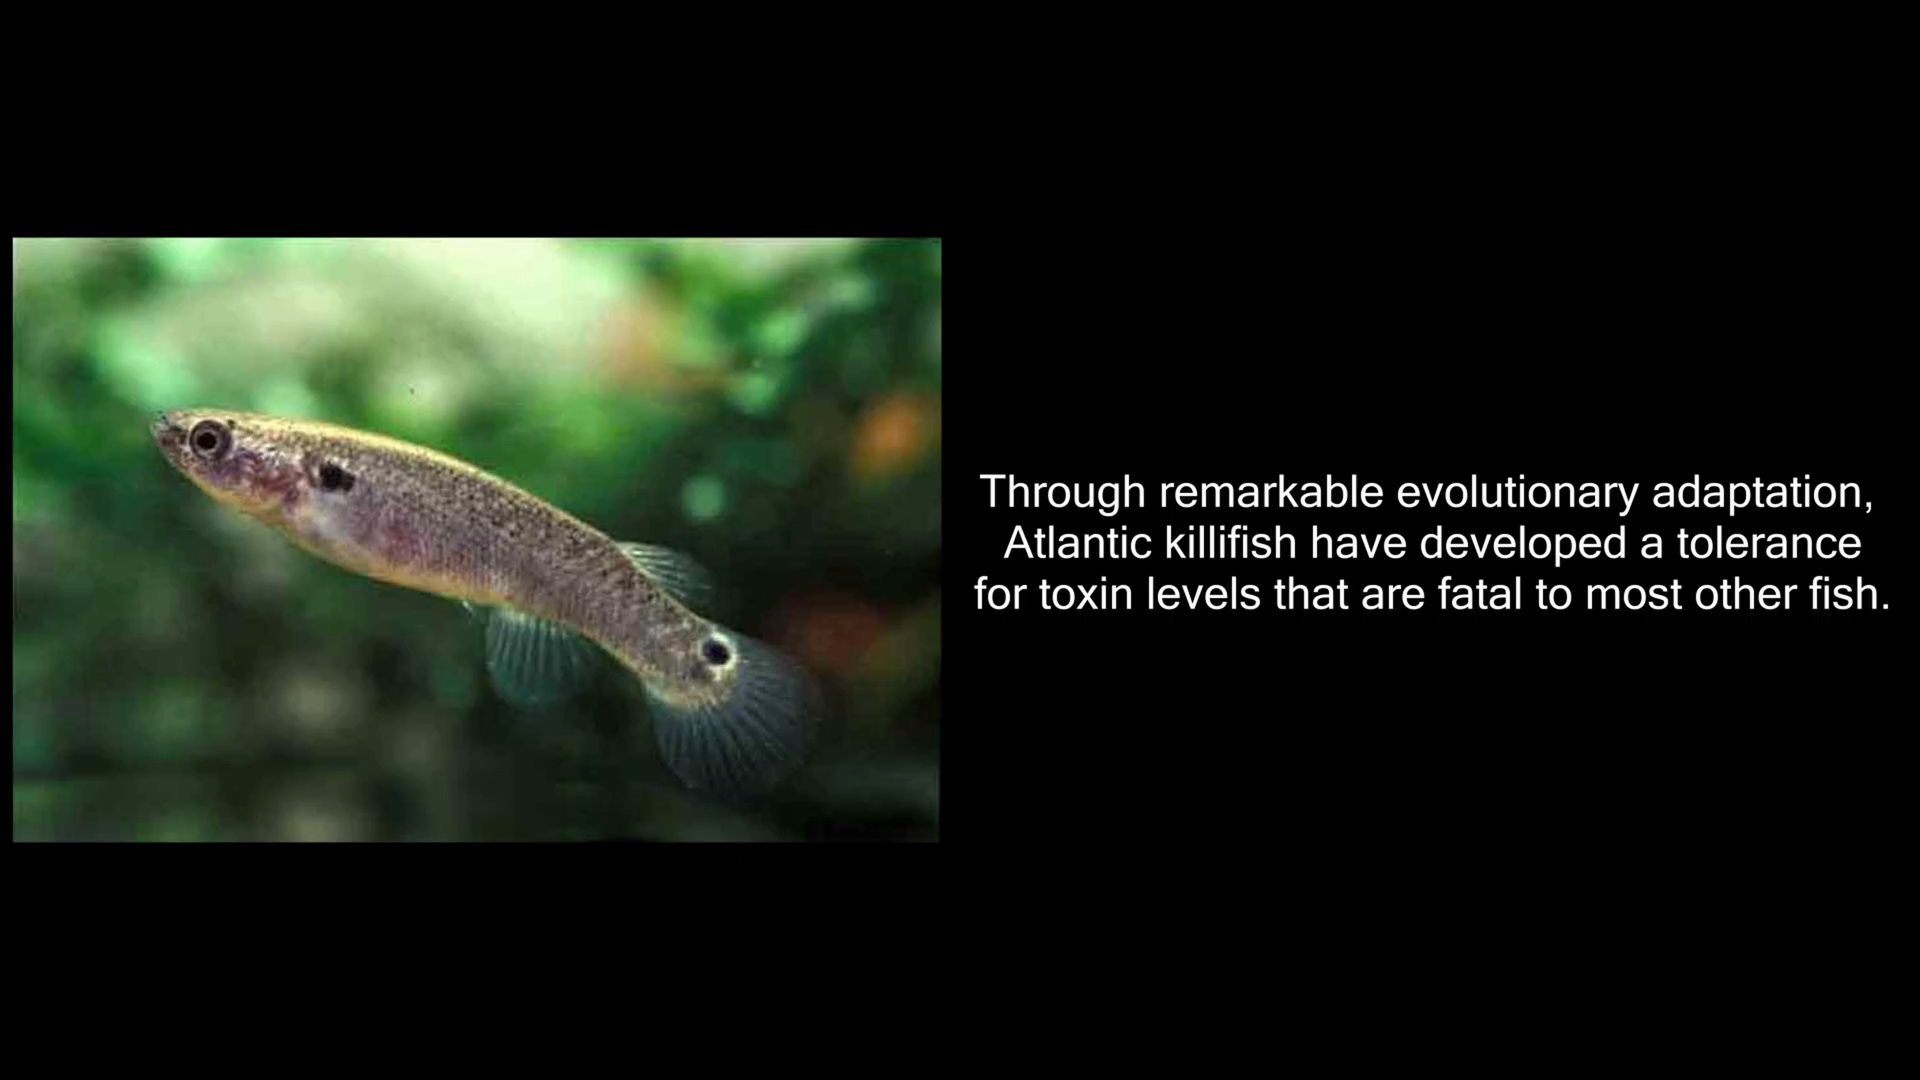 Through remarkable evolutionary adaptation,
Atlantic killifish have developed a tolerance
for toxin levels that are fatal to most other fish.